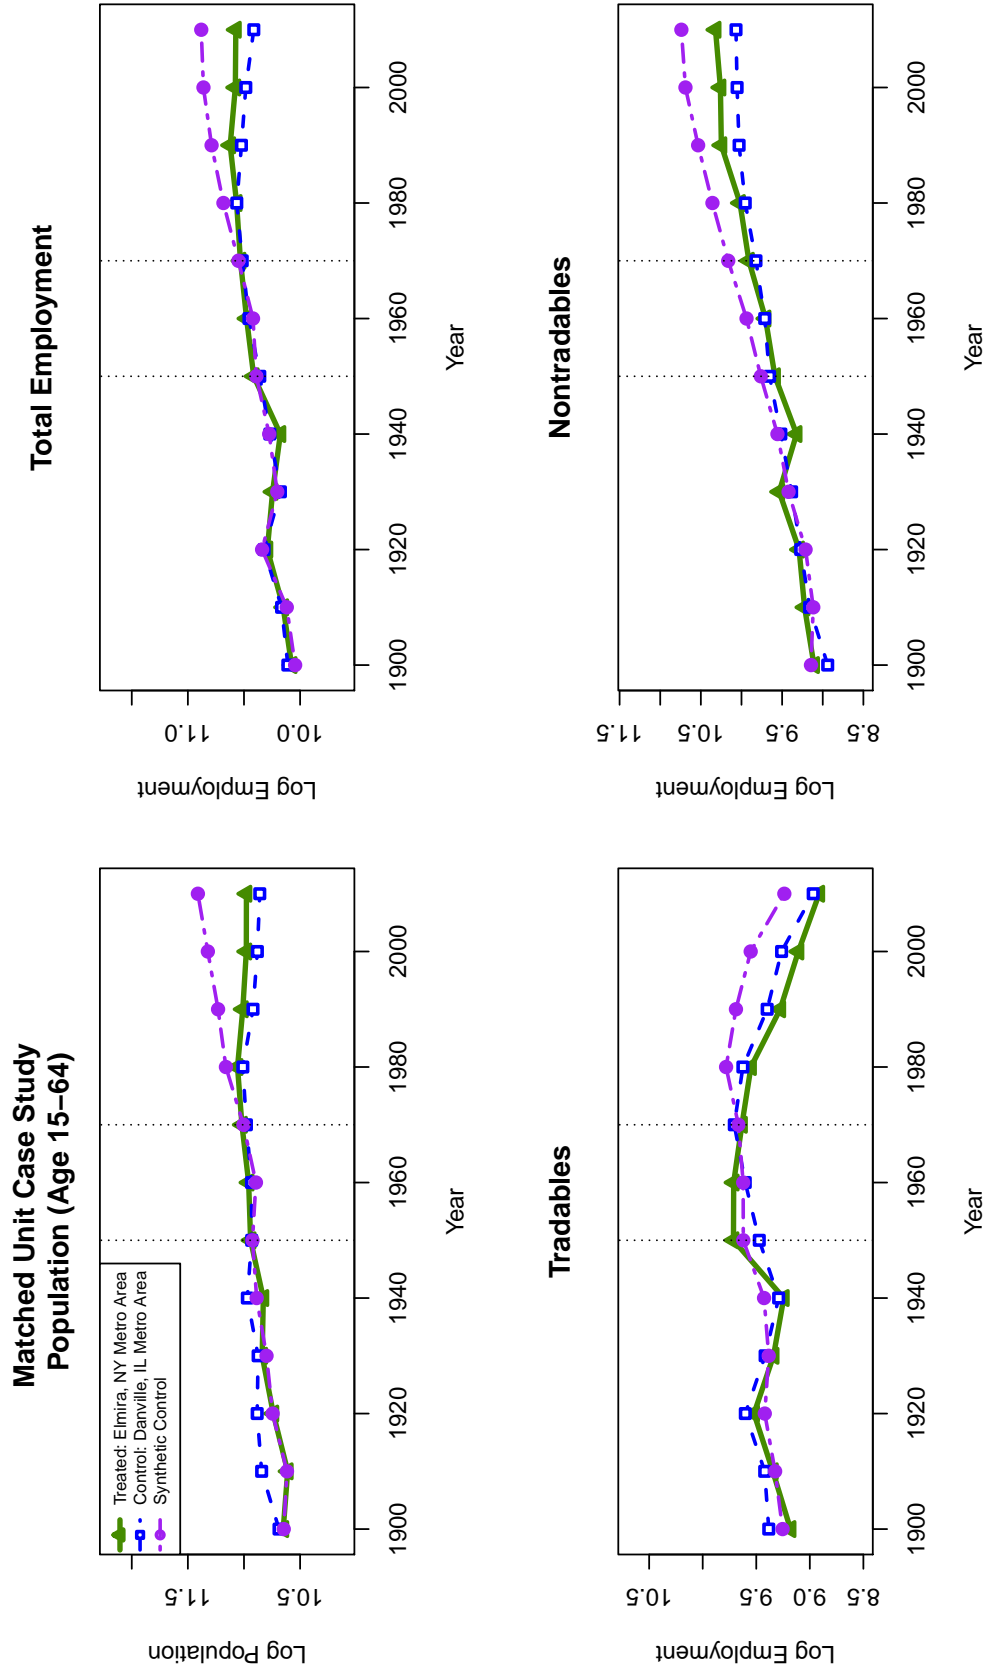 Matched Unit Case Study
Population (Age 15−64)
Treated: Elmira, NY Metro Area
Control: Danville, IL Metro Area
Synthetic Control
Log Population
11.5
10.5
1900 1920 1940 1960 1980 2000
Year
Total Employment
Log Employment
11.0
10.0
1900 1920 1940 1960 1980 2000
Year
Tradables
Log Employment
10.5
9.5
9.0
8.5
1900 1920 1940 1960 1980 2000
Year
Nontradables
Log Employment
11.5
10.5
9.5
8.5
1900 1920 1940 1960 1980 2000
Year